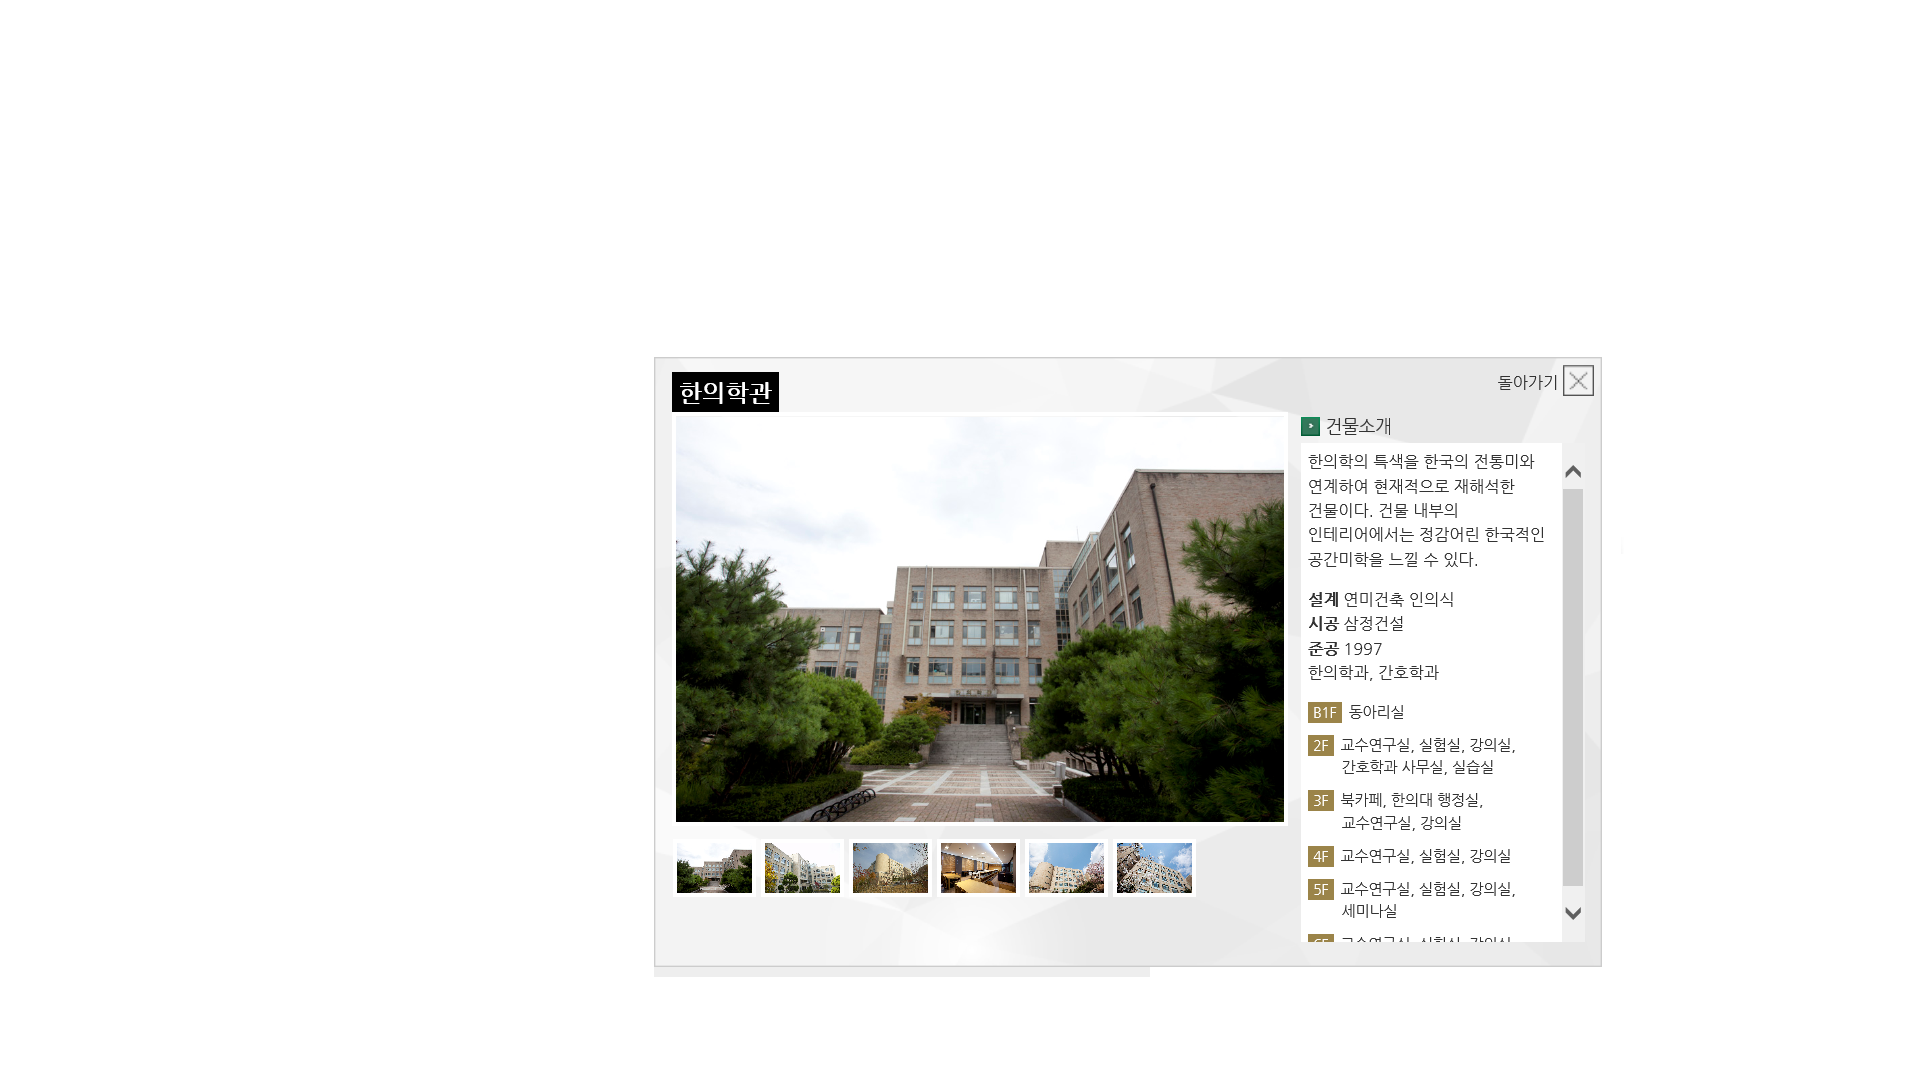 한의학관
돌아가기
건물소개
한의학의 특색을 한국의 전통미와
연계하여 현재적으로 재해석한
건물이다. 건물 내부의
인테리어에서는 정감어린 한국적인
공간미학을 느낄 수 있다.
설계 연미건축 인의식
시공 삼정건설
준공 1997
한의학과, 간호학과
B1F 동아리실
2F 교수연구실, 실험실, 강의실,
간호학과 사무실, 실습실
3F 북카페, 한의대 행정실,
교수연구실, 강의실
4F 교수연구실, 실험실, 강의실
5F 교수연구실, 실험실, 강의실,
세미나실